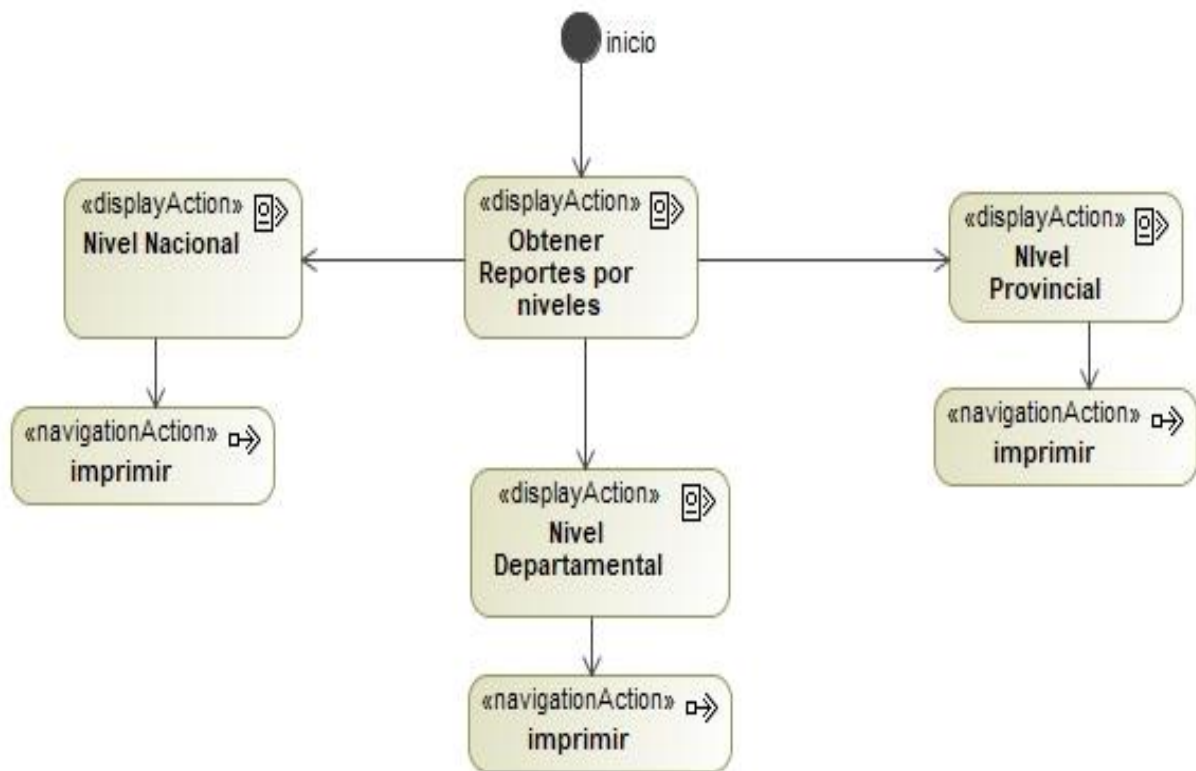 inicio
«displayAction»
Nivel Nacional
«displayAction»
Obtener
Reportes por
niveles
«displayAction»
NIvel
Provincial
«navigationAction»
imprimir
«navigationAction»
imprimir
«displayAction»
Nivel
Departamental
«navigationAction»
imprimir